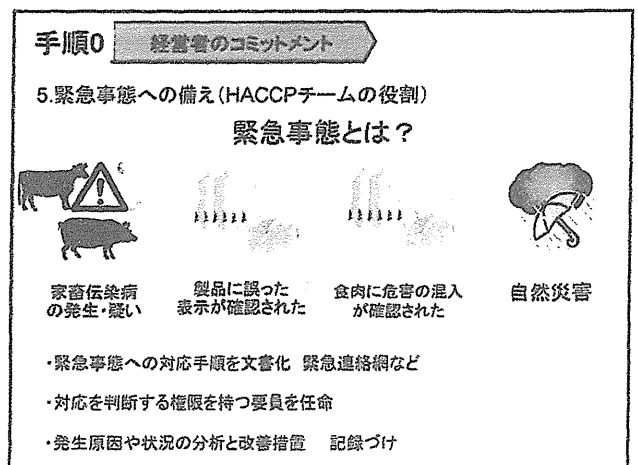 手順0 経営者のコミットメント
5.緊急事態への備え(HACCPチームの役割)
緊急事態とは?
家畜伝染病
の発生・疑い
製品に誤った
表示が確認された
食肉に危害の混入
が確認された
自然災害
・緊急事態への対応手順を文書化 緊急連絡網など
・対応を判断する権限を持つ要員を任命
・発生原因や状況の分析と改善措置 記録づけ